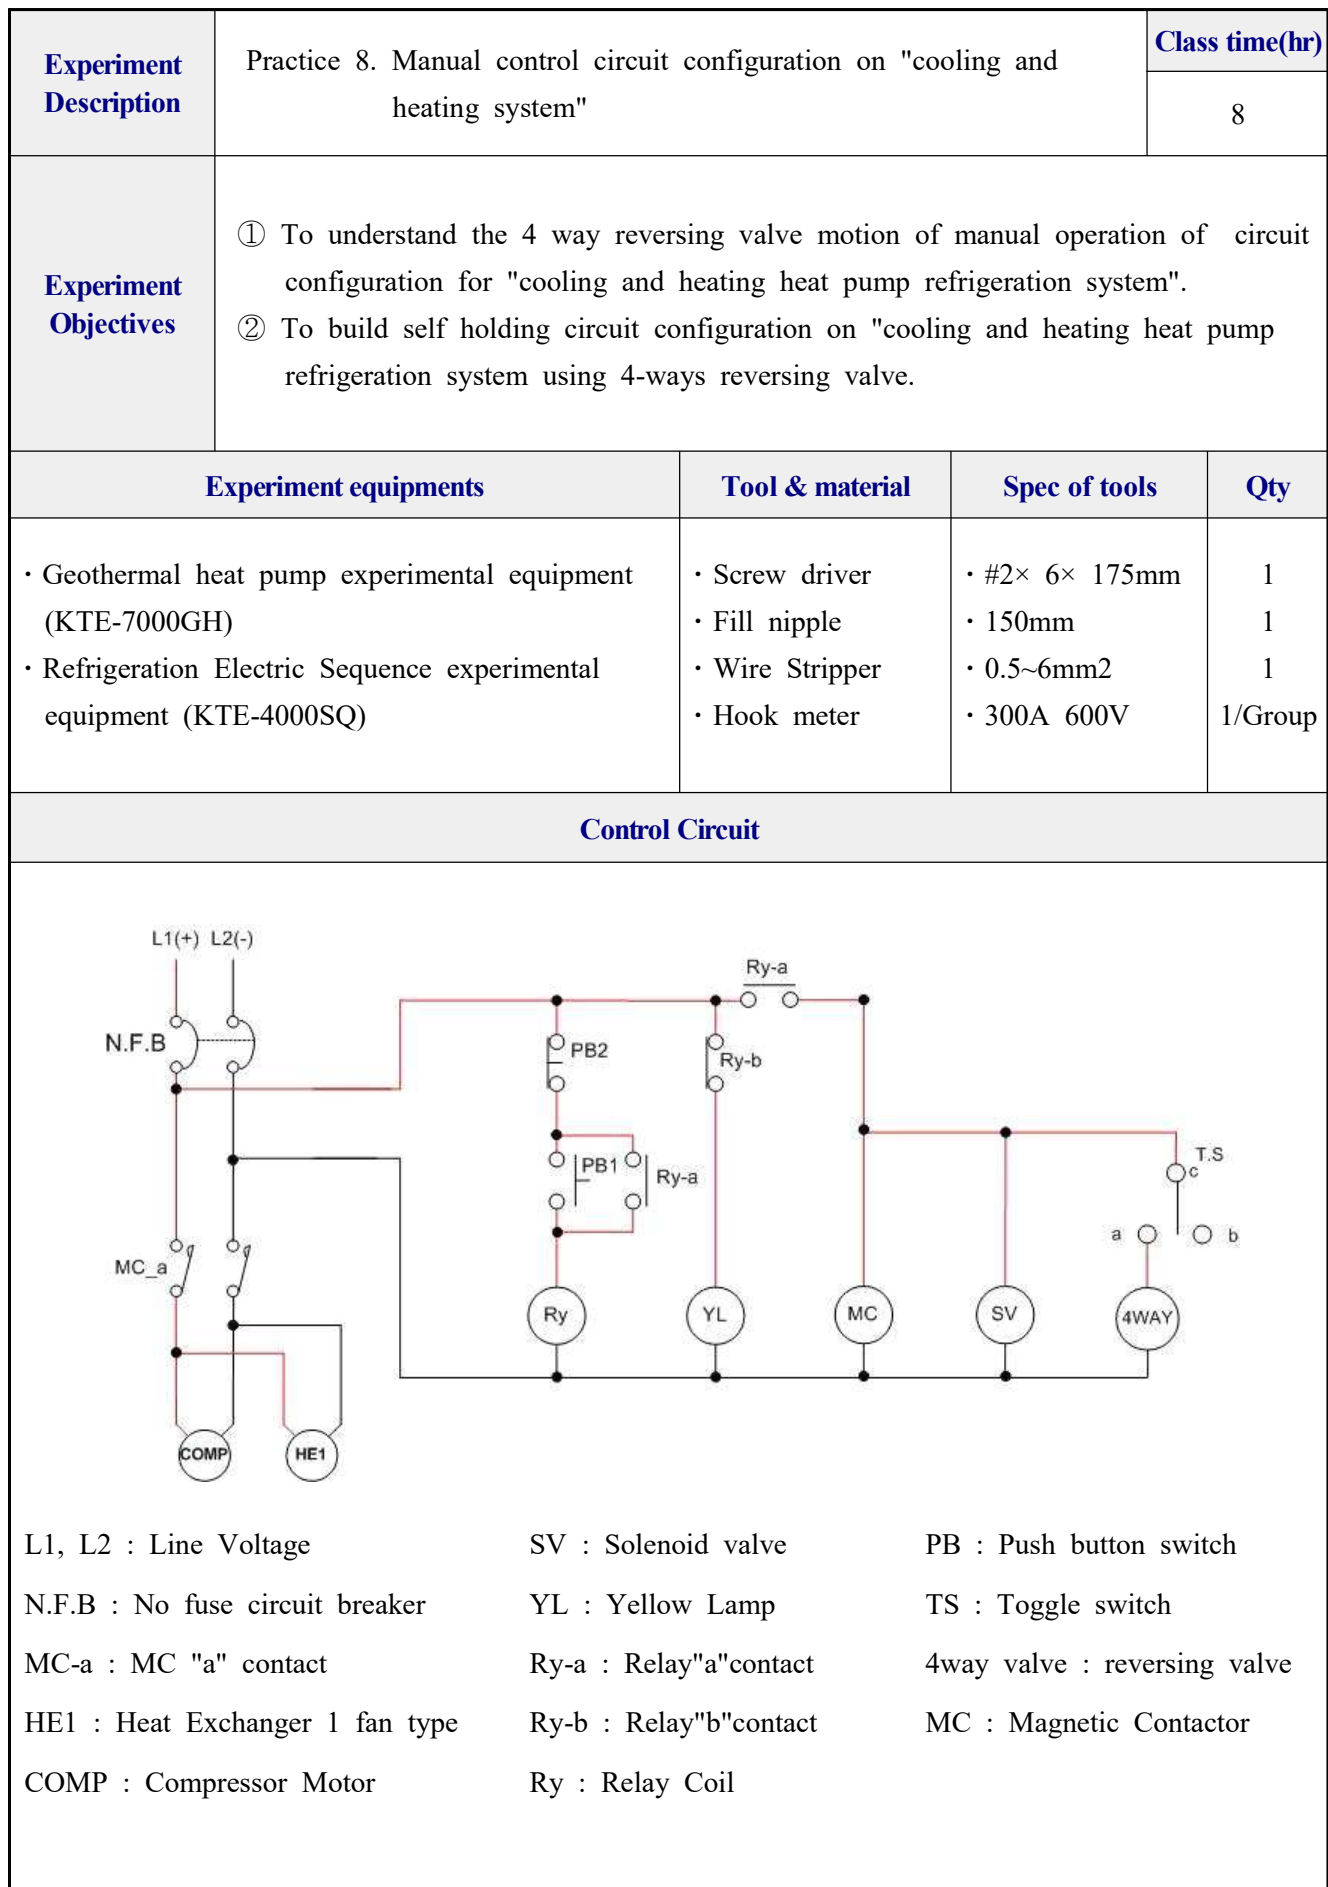 Experiment
Description
Practice 8. Manual control circuit configuration on "cooling and
heating system"
Class time(hr)
8
Experiment
Objectives
① To understand the 4 way reversing valve motion of manual operation of circuit
configuration for "cooling and heating heat pump refrigeration system".
② To build self holding circuit configuration on "cooling and heating heat pump
refrigeration system using 4-ways reversing valve.
Experiment equipments
Tool & material
Spec of tools
Qty
· Geothermal heat pump experimental equipment
(KTE-7000GH)
· Refrigeration Electric Sequence experimental
equipment (KTE-4000SQ)
· Screw driver
· Fill nipple
· Wire Stripper
· Hook meter
· #2× 6× 175mm
· 150mm
· 0.5~6mm2
· 300A 600V
1
1
1
1/Group
Control Circuit
L1(+) L2(-)
Ry-a
N.F.B
PB2
Ry-b
PB1
Ry-a
T.S
c
a
b
MC_a
Ry
YL
MC
SV
4WAY
COMP
HE1
L1, L2 : Line Voltage
SV : Solenoid valve
PB : Push button switch
N.F.B : No fuse circuit breaker
YL : Yellow Lamp
TS : Toggle switch
MC-a : MC "a" contact
Ry-a : Relay"a"contact
4way valve : reversing valve
HE1 : Heat Exchanger 1 fan type
Ry-b : Relay"b"contact
MC : Magnetic Contactor
COMP : Compressor Motor
Ry : Relay Coil